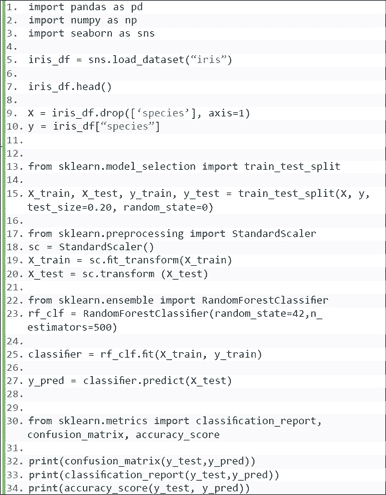 1. import pandas as pd
2. import numpy as np
3. import seaborn as sns
4.
5. iris_df = sns.load_dataset(“iris”)
6.
7. iris_df.head()
8.
9. X = iris_df.drop([‘species’], axis=1)
10. y = iris_df[“species”]
11.
12.
13. from sklearn.model_selection import train_test_split
14.
15. X_train, X_test, y_train, y_test = train_test_split(X, y,
test_size=0.20, random_state=0)
16.
17. from sklearn.preprocessing import StandardScaler
18. sc = StandardScaler()
19. X_train = sc.fit_transform(X_train)
20. X_test = sc.transform (X_test)
21.
22. from sklearn.ensemble import RandomForestClassifier
23. rf_clf = RandomForestClassifier(random_state=42,n_
estimators=500)
24.
25. classifier = rf_clf.fit(X_train, y_train)
26.
27. y_pred = classifier.predict(X_test)
28.
29.
30. from sklearn.metrics import classification_report,
confusion_matrix, accuracy_score
31.
32. print(confusion_matrix(y_test,y_pred))
33. print(classification_report(y_test,y_pred))
34. print(accuracy_score(y_test, y_pred))